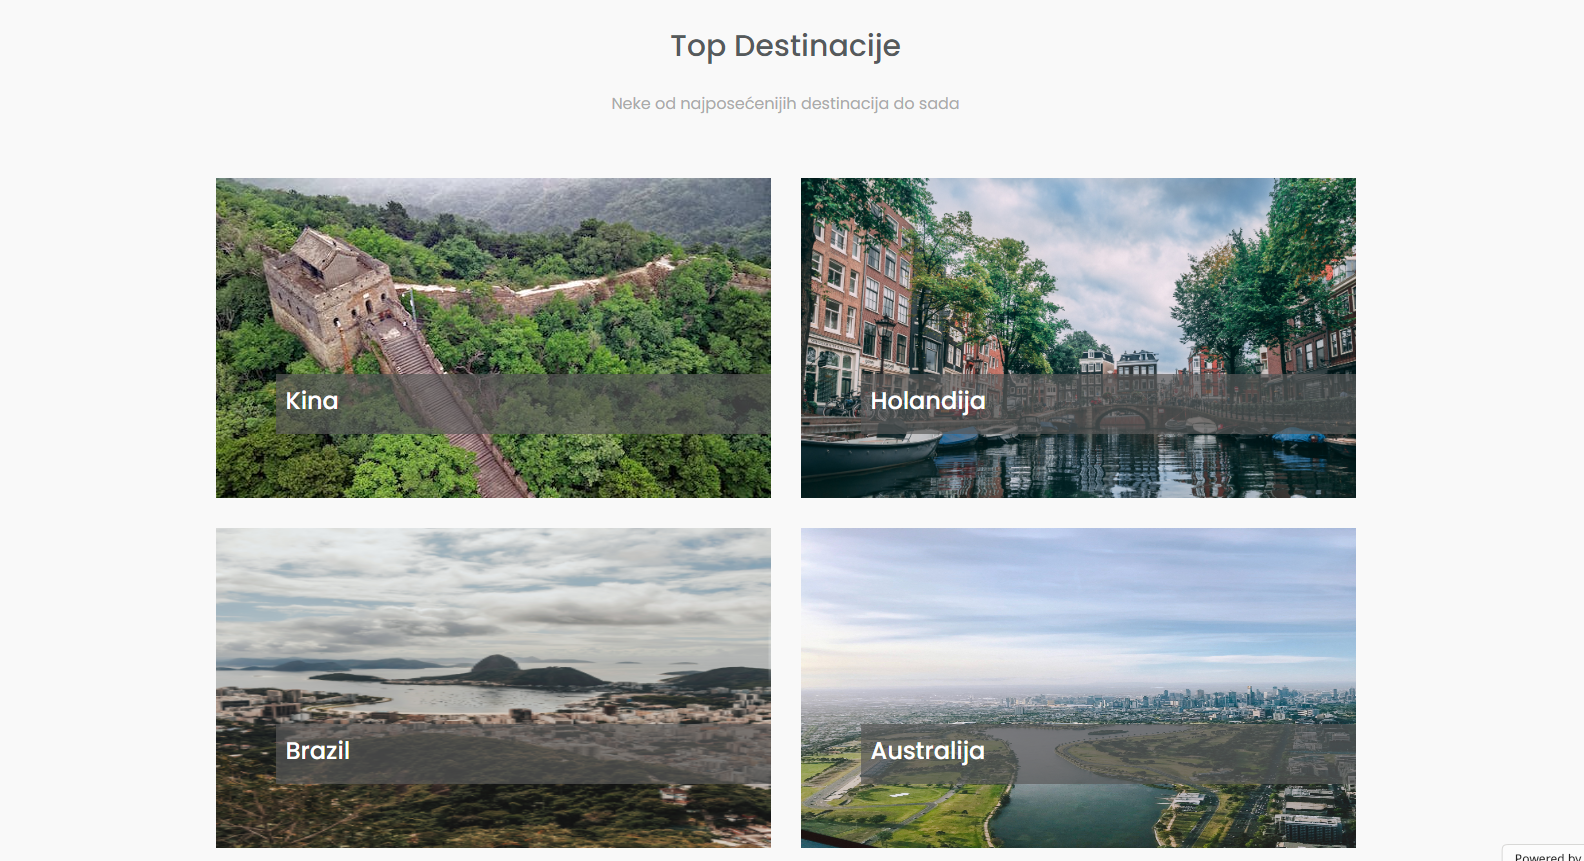 Top Destinacije
Neke od najposećenijih destinacija do sada
Kina
Holandija
Brazil
Australija
Powered by